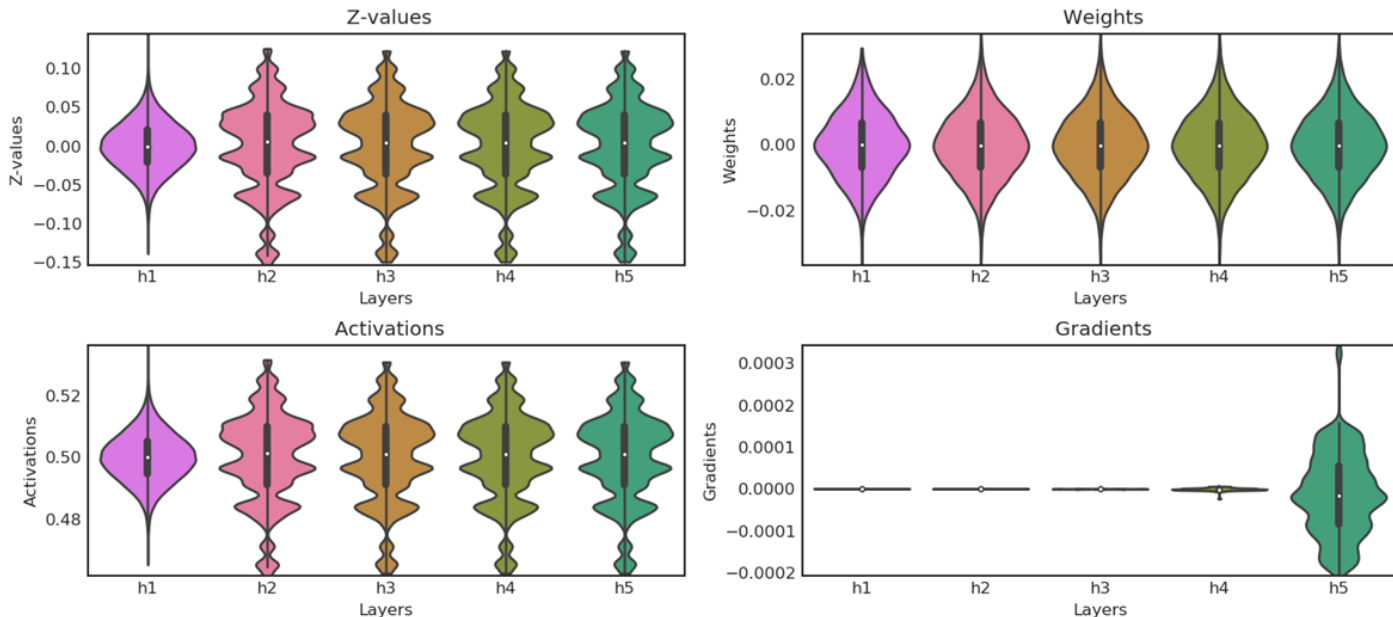 Z-values
Z-values
0.10
0.05
0.00
−0.05
−0.10
−0.15
h1 h2 h3 h4 h5
Layers
Weights
Weights
0.02
0.00
−0.02
h1 h2 h3 h4 h5
Layers
Activations
Activations
0.52
0.50
0.48
h1 h2 h3 h4 h5
Layers
Gradients
Gradients
0.0003
0.0002
0.0001
0.0000
−0.0001
−0.0002
h1 h2 h3 h4 h5
Layers